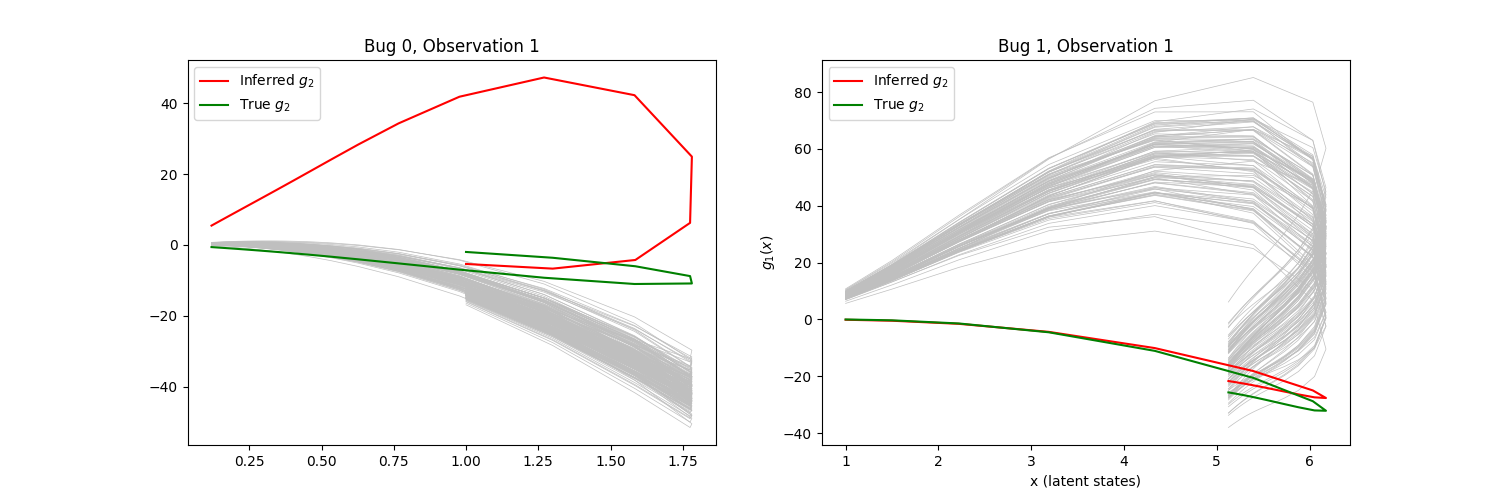 Bug 0, Observation 1
Inferred g₂
True g₂
40
20
0
−20
−40
0.25 0.50 0.75 1.00 1.25 1.50 1.75
Bug 1, Observation 1
Inferred g₂
True g₂
g₁(x)
80
60
40
20
0
−20
−40
1 2 3 4 5 6
x (latent states)